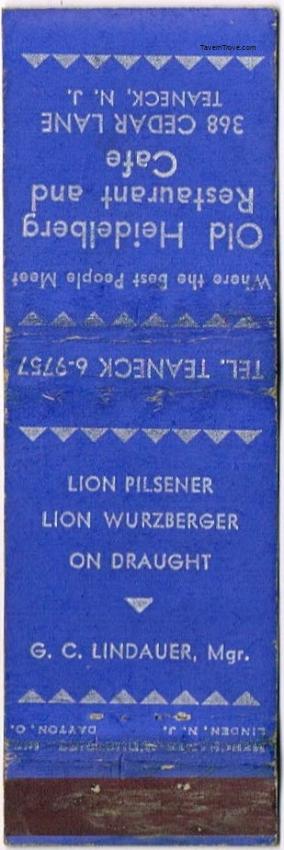 TavernTrove.com
Where the Best People Meet
Old Heidelberg
Restaurant and
Cafe
368 CEDAR LANE
TEANECK, N. J.
TEL. TEANECK 6-9757
LION PILSENER
LION WURZBERGER
ON DRAUGHT
G. C. LINDAUER, Mgr.
LINDEN, N. J. DAYTON, O.